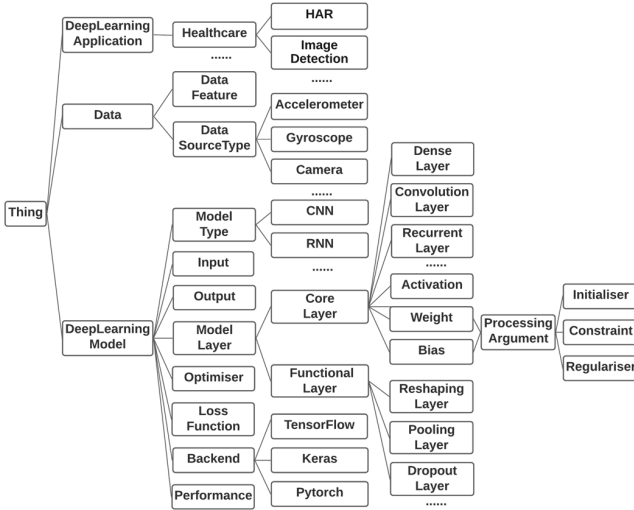 Thing
DeepLearning
Application
Healthcare
......
HAR
Image
Detection
......
Data
Data
Feature
Data
SourceType
Accelerometer
Gyroscope
Camera
......
DeepLearning
Model
Model
Type
CNN
RNN
......
Input
Output
Model
Layer
Core
Layer
Dense
Layer
Convolution
Layer
Recurrent
Layer
......
Activation
Weight
Bias
Processing
Argument
Initialiser
Constraint
Regulariser
Functional
Layer
Reshaping
Layer
Pooling
Layer
Dropout
Layer
......
Optimiser
Loss
Function
Backend
TensorFlow
Keras
Pytorch
Performance